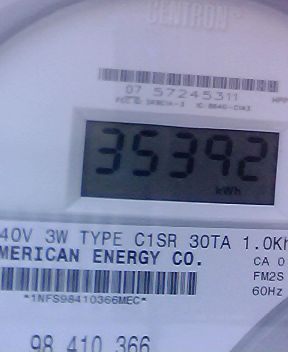 CENTRON
07 57245311
35392
kWh
40V 3W TYPE C1SR 30TA 1.0Kh
MERICAN ENERGY CO.
CA 0
FM2S
60Hz
*1NFS98410366MEC*
98 410 366